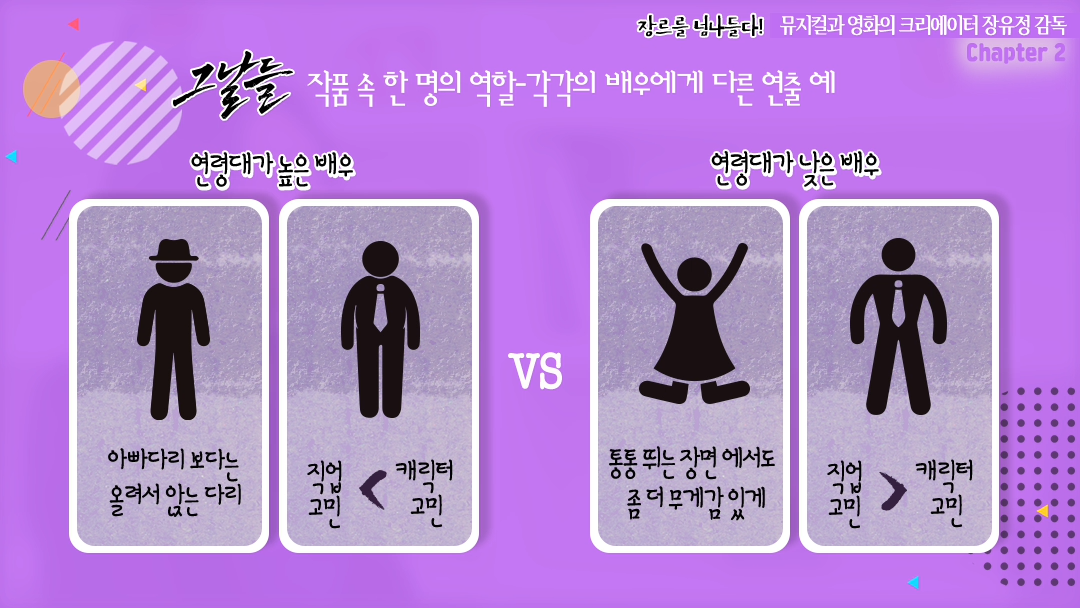 장르를 넘나들다! 뮤지컬과 영화의 크리에이터 장유정 감독
Chapter 2
그날들 작품 속 한 명의 역할-각각의 배우에게 다른 연출 예
연령대가 높은 배우
연령대가 낮은 배우
아빠다리 보다는
올려서 앉는 다리
직업 고민 < 캐릭터 고민
VS
통통 뛰는 장면 에서도
좀 더 무게감 있게
직업 고민 > 캐릭터 고민